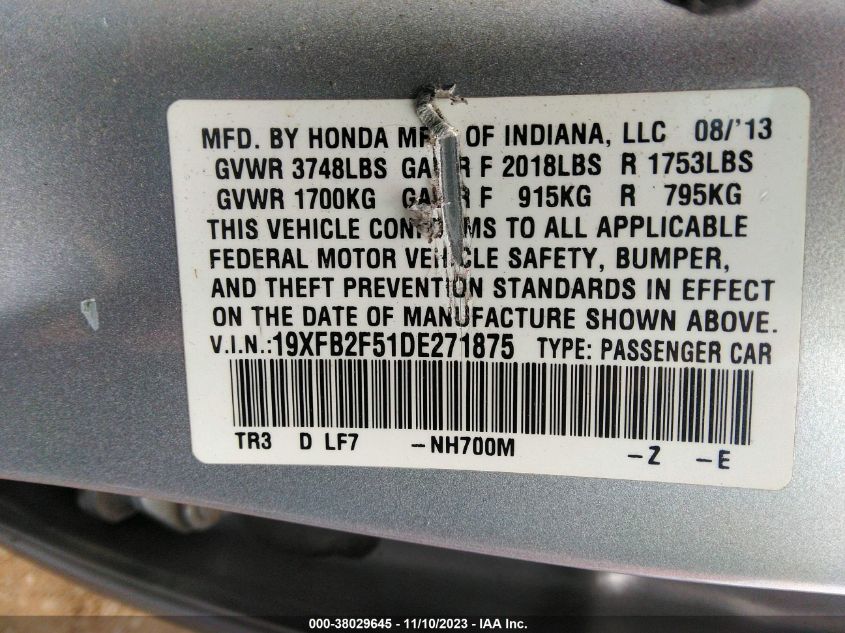 MFD. BY HONDA OF INDIANA, LLC 08/'13
GVWR 3748LBS F 2018LBS R 1753LBS
GVWR 1700KG F 915KG R 795KG
THIS VEHICLE TO ALL APPLICABLE
FEDERAL MOTOR VEHICLE SAFETY, BUMPER,
AND THEFT PREVENTION STANDARDS IN EFFECT
ON THE DATE OF MANUFACTURE SHOWN ABOVE.
V.I.N.:19XFB2F51DE271875 TYPE: PASSENGER CAR
TR3 D LF7 -NH700M -Z -E
000-38029645 - 11/10/2023 - IAA Inc.